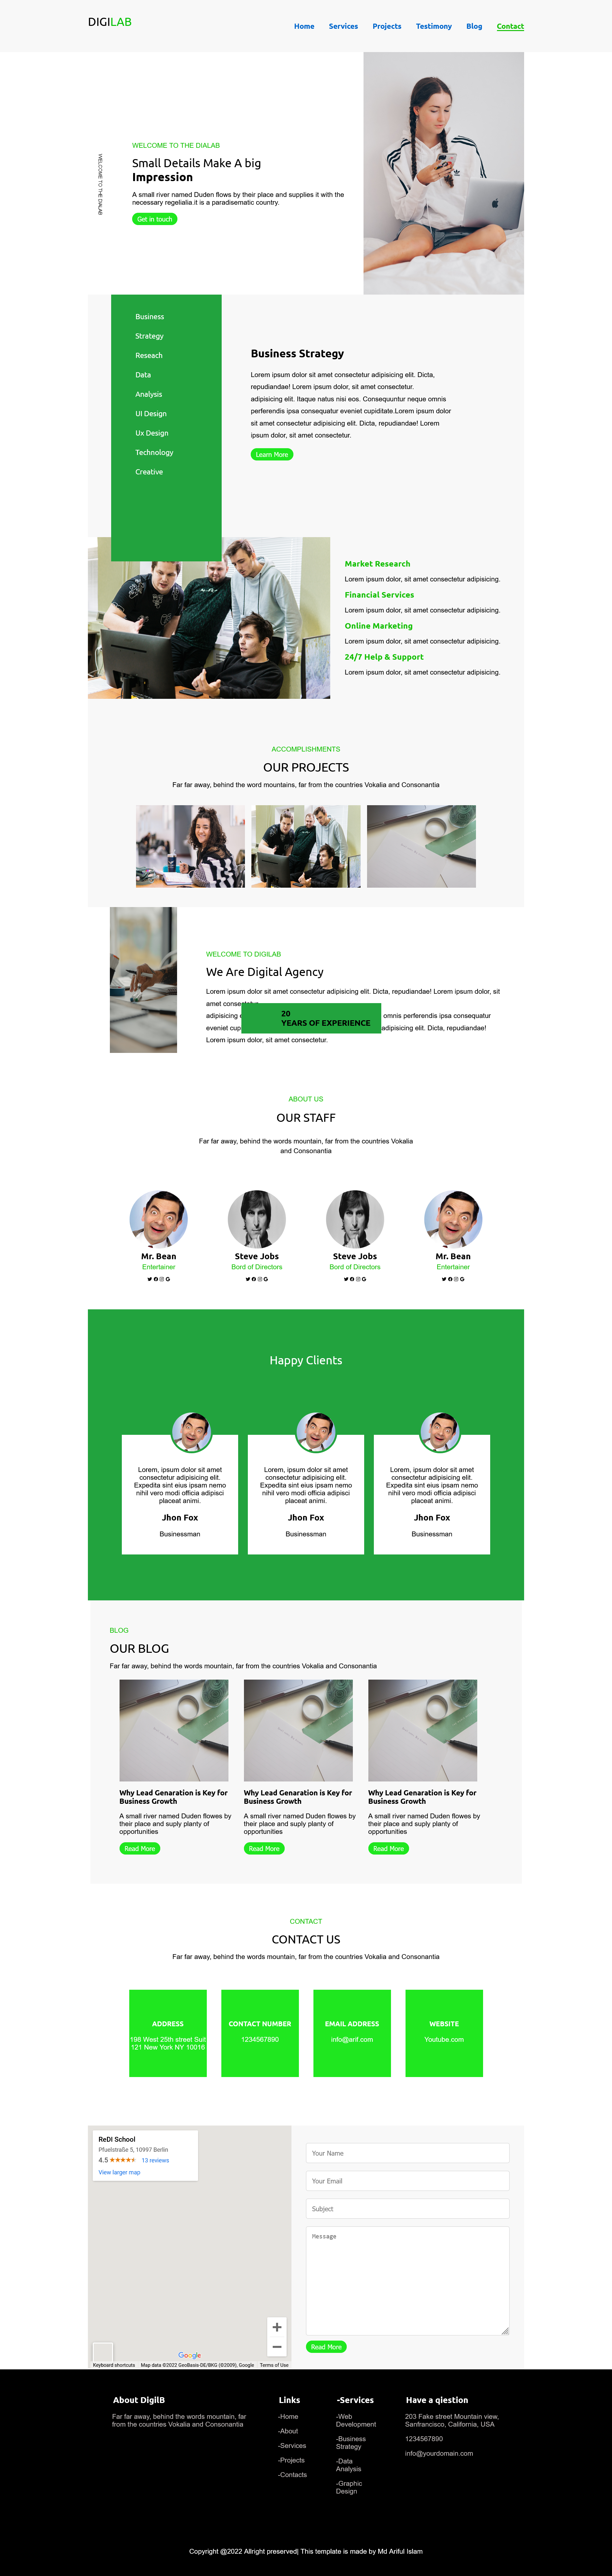 DIGILAB
Home Services Projects Testimony Blog Contact
WELCOME TO THE DIALAB
WELCOME TO THE DIALAB
Small Details Make A big
Impression
A small river named Duden flowes by their place and supplies it with the
necessary regelialia.it is a paradisematic country.
Get in touch
Business
Strategy
Reseach
Data
Analysis
UI Design
Ux Design
Technology
Creative
Business Strategy
Lorem ipsum dolor sit amet consectetur adipisicing elit. Dicta,
repudiandae! Lorem ipsum dolor, sit amet consectetur.
adipisicing elit. Itaque natus nisi eos. Consequuntur neque omnis
perferendis ipsa consequatur eveniet cupiditate.Lorem ipsum dolor
sit amet consectetur adipisicing elit. Dicta, repudiandae! Lorem
ipsum dolor, sit amet consectetur.
Learn More
Market Research
Lorem ipsum dolor, sit amet consectetur adipisicing.
Financial Services
Lorem ipsum dolor, sit amet consectetur adipisicing.
Online Marketing
Lorem ipsum dolor, sit amet consectetur adipisicing.
24/7 Help & Support
Lorem ipsum dolor, sit amet consectetur adipisicing.
ACCOMPLISHMENTS
OUR PROJECTS
Far far away, behind the word mountains, far from the countries Vokalia and Consonantia
WELCOME TO DIGILAB
We Are Digital Agency
Lorem ipsum dolor sit amet consectetur adipisicing elit. Dicta, repudiandae! Lorem ipsum dolor, sit
amet consectetur.
adipisicing omnis perferendis ipsa consequatur
eveniet cup adipisicing elit. Dicta, repudiandae!
Lorem ipsum dolor, sit amet consectetur.
20
YEARS OF EXPERIENCE
ABOUT US
OUR STAFF
Far far away, behind the words mountain, far from the countries Vokalia
and Consonantia
Mr. Bean Steve Jobs Steve Jobs Mr. Bean
Entertainer Bord of Directors Bord of Directors Entertainer
Happy Clients
Lorem, ipsum dolor sit amet
consectetur adipisicing elit.
Expedita sint eius ipsam nemo
nihil vero modi officia adipisci
placeat animi.
Jhon Fox
Businessman
Lorem, ipsum dolor sit amet
consectetur adipisicing elit.
Expedita sint eius ipsam nemo
nihil vero modi officia adipisci
placeat animi.
Jhon Fox
Businessman
Lorem, ipsum dolor sit amet
consectetur adipisicing elit.
Expedita sint eius ipsam nemo
nihil vero modi officia adipisci
placeat animi.
Jhon Fox
Businessman
BLOG
OUR BLOG
Far far away, behind the words mountain, far from the countries Vokalia and Consonantia
Why Lead Genaration is Key for
Business Growth
A small river named Duden flowes by
their place and suply planty of
opportunities
Read More
Why Lead Genaration is Key for
Business Growth
A small river named Duden flowes by
their place and suply planty of
opportunities
Read More
Why Lead Genaration is Key for
Business Growth
A small river named Duden flowes by
their place and suply planty of
opportunities
Read More
CONTACT
CONTACT US
Far far away, behind the words mountain, far from the countries Vokalia and Consonantia
ADDRESS
198 West 25th street Suit
121 New York NY 10016
CONTACT NUMBER
1234567890
EMAIL ADDRESS
info@arif.com
WEBSITE
Youtube.com
ReDI School
Pfuelstraße 5, 10997 Berlin
4.5 13 reviews
View larger map
Google
Keyboard shortcuts Map data ©2022 GeoBasis-DE/BKG (©2009), Google Terms of Use
Your Name
Your Email
Subject
Message
Read More
About DigilB
Far far away, behind the words mountain, far
from the countries Vokalia and Consonantia
Links
-Home
-About
-Services
-Projects
-Contacts
-Services
-Web
Development
-Business
Strategy
-Data
Analysis
-Graphic
Design
Have a qiestion
203 Fake street Mountain view,
Sanfrancisco, California, USA
1234567890
info@yourdomain.com
Copyright @2022 Allright preserved| This template is made by Md Ariful Islam